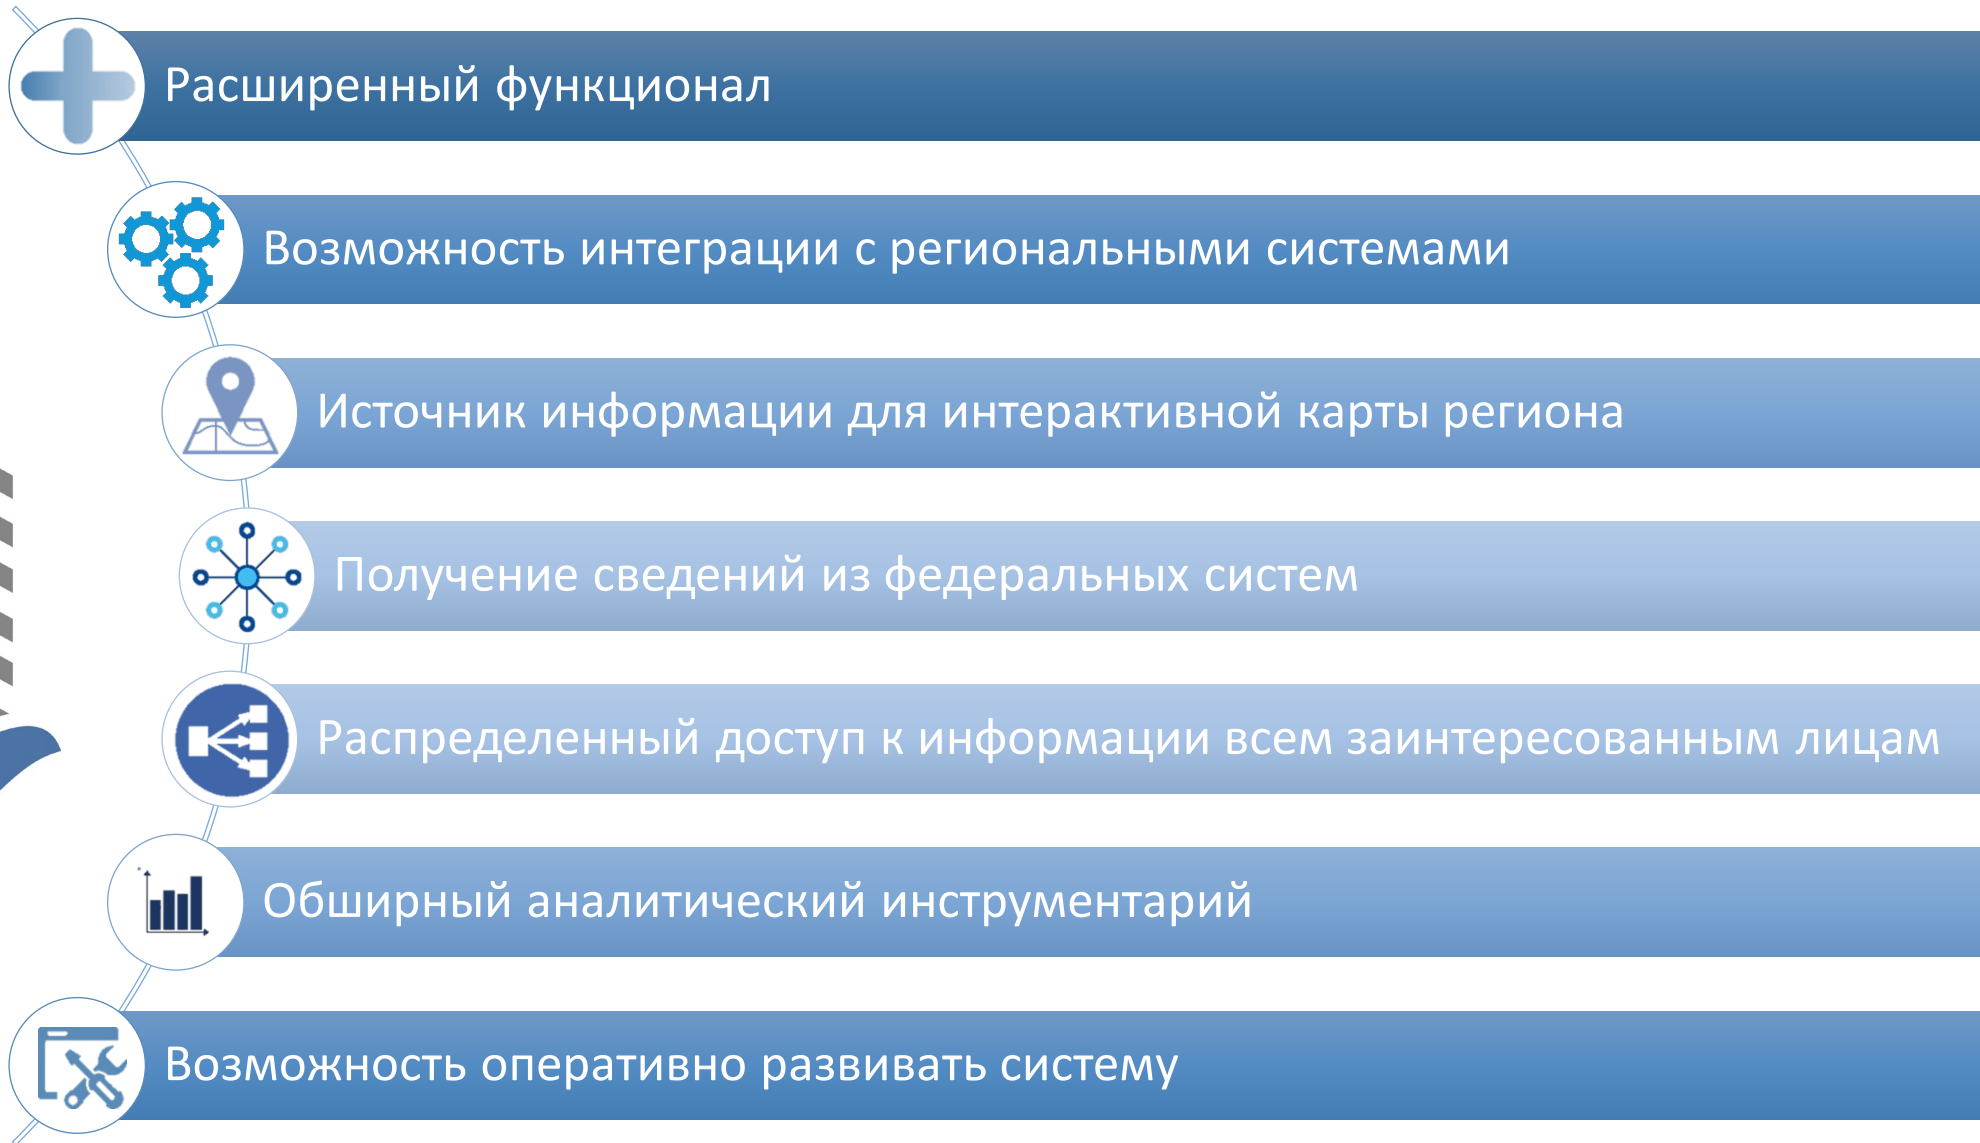 Расширенный функционал
Возможность интеграции с региональными системами
Источник информации для интерактивной карты региона
Получение сведений из федеральных систем
Распределенный доступ к информации всем заинтересованным лицам
Обширный аналитический инструментарий
Возможность оперативно развивать систему